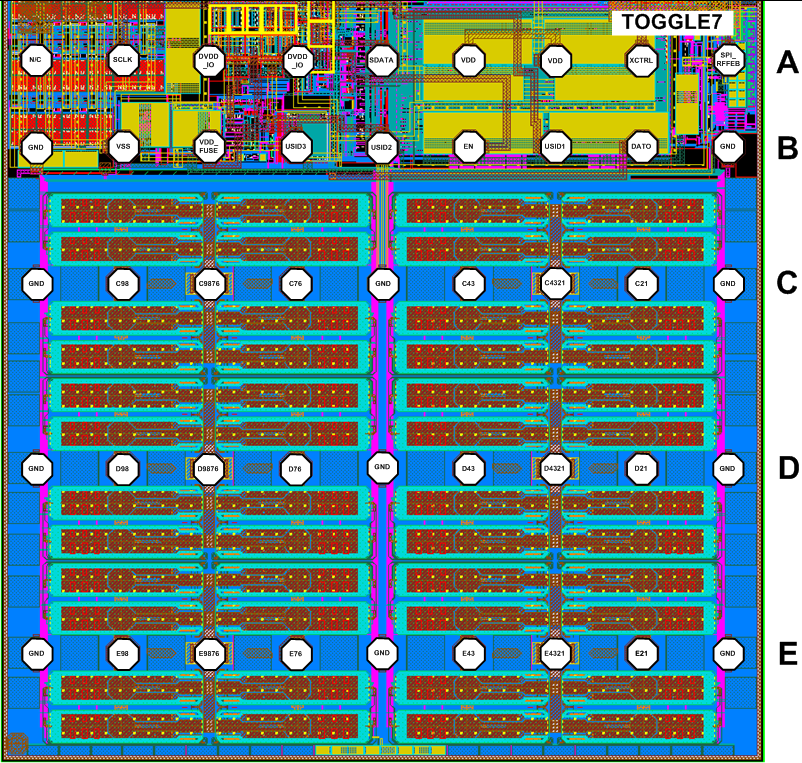 TOGGLE7
N/C SCLK DVDD_IO DVDD_IO SDATA VDD VDD XCTRL SPI_RFFEB A
GND VSS VDD_FUSE USID3 USID2 EN USID1 DATO GND B
GND C98 C9876 C76 GND C43 C4321 C21 GND C
GND D98 D9876 D76 GND D43 D4321 D21 GND D
GND E98 E9876 E76 GND E43 E4321 E21 GND E